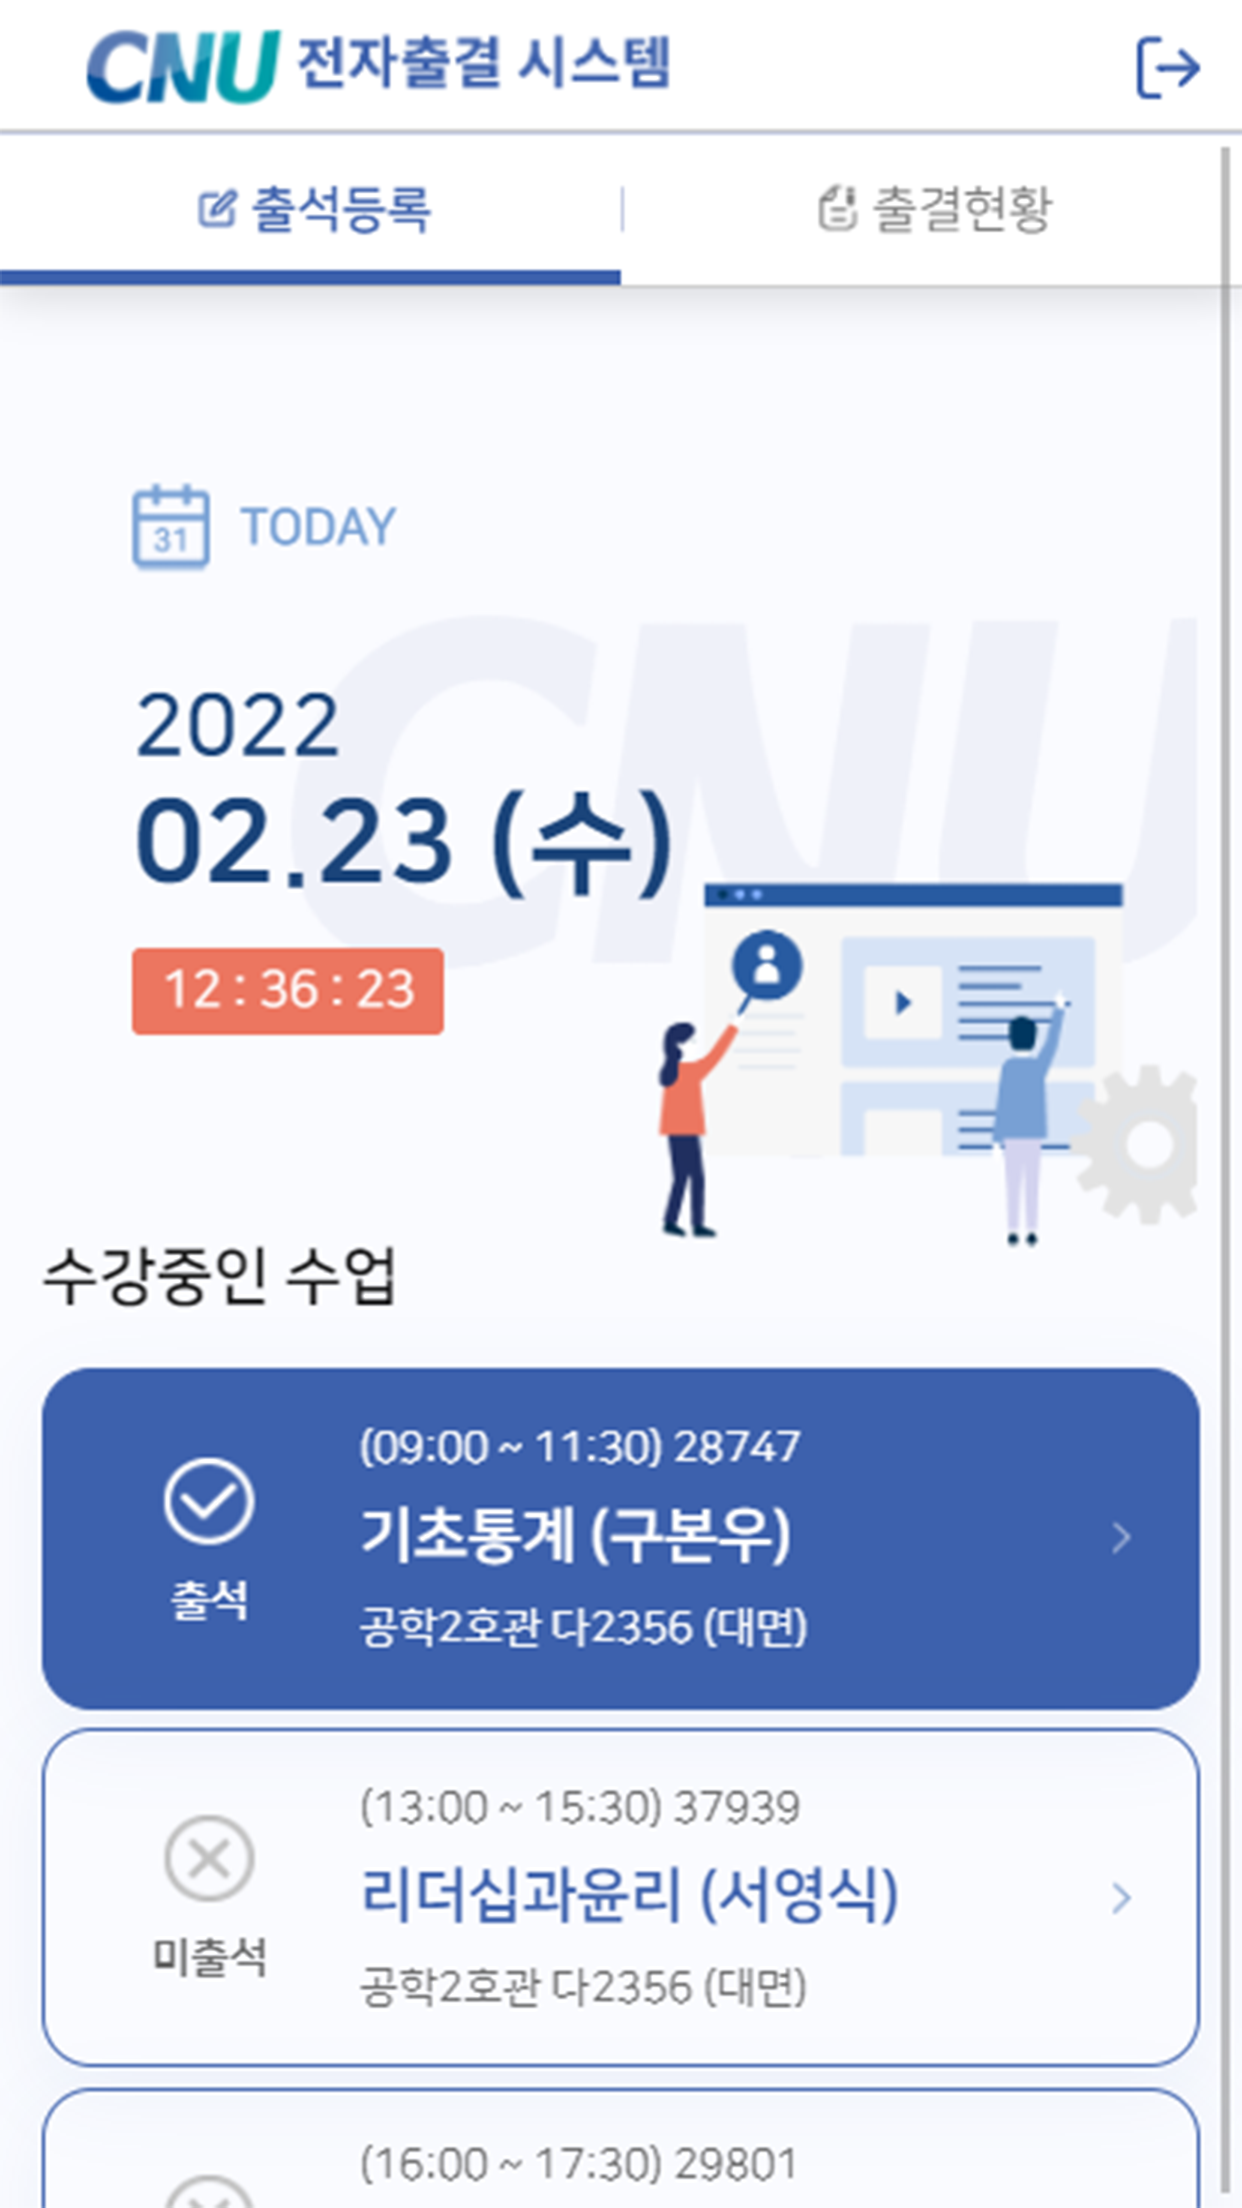 CNU 전자출결 시스템
출석등록
출결현황
31 TODAY
CNU
2022
02.23 (수)
12 : 36 : 23
수강중인 수업
(09:00 ~ 11:30) 28747
기초통계 (구본우)
출석
공학2호관 다2356 (대면)
(13:00 ~ 15:30) 37939
리더십과윤리 (서영식)
미출석
공학2호관 다2356 (대면)
(16:00 ~ 17:30) 29801